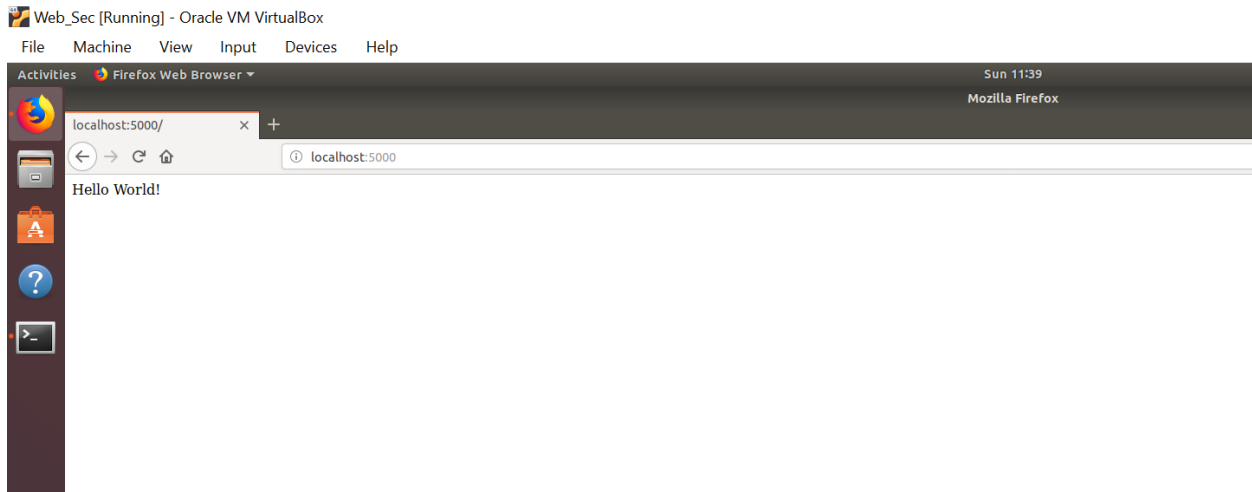 Web_Sec [Running] - Oracle VM VirtualBox
File Machine View Input Devices Help
Activities Firefox Web Browser Sun 11:39
Mozilla Firefox
localhost:5000/
localhost:5000
Hello World!